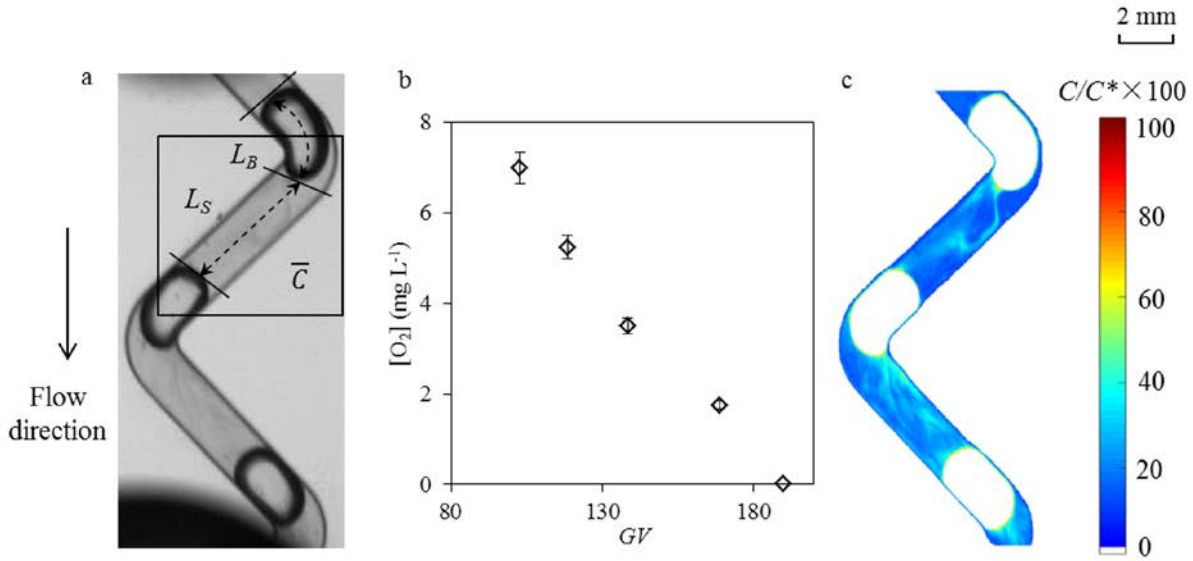 2 mm
a
b
c
C/C*×100
L_B
L_S
C̅
Flow
direction
[O₂] (mg L⁻¹)
8
6
4
2
0
80
130
180
GV
100
80
60
40
20
0